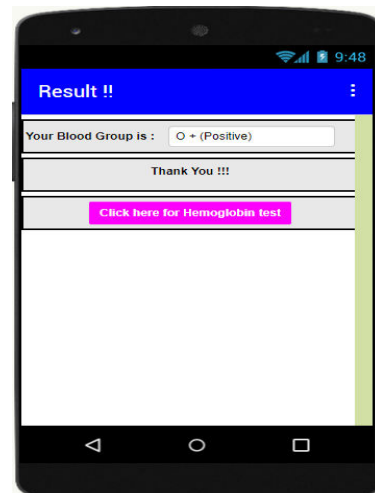 9:48
Result !!
Your Blood Group is : O + (Positive)
Thank You !!!
Click here for Hemoglobin test